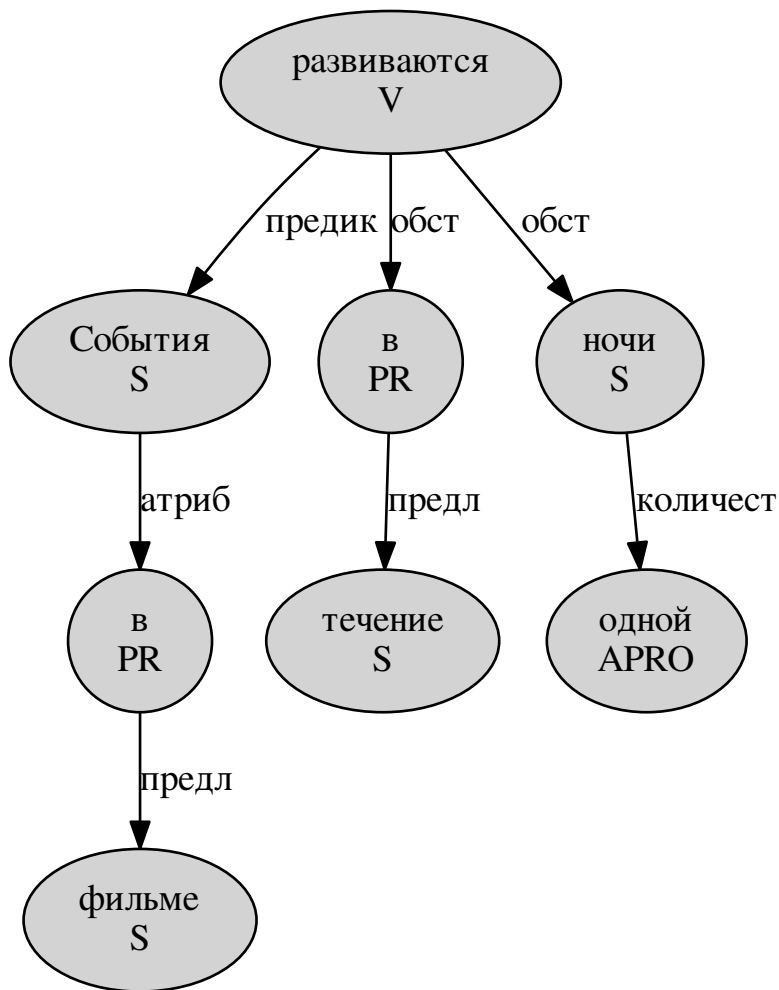 развиваются
V
предик
обст
обст
События
S
в
PR
ночи
S
атриб
предл
количест
в
PR
течение
S
одной
APRO
предл
фильме
S